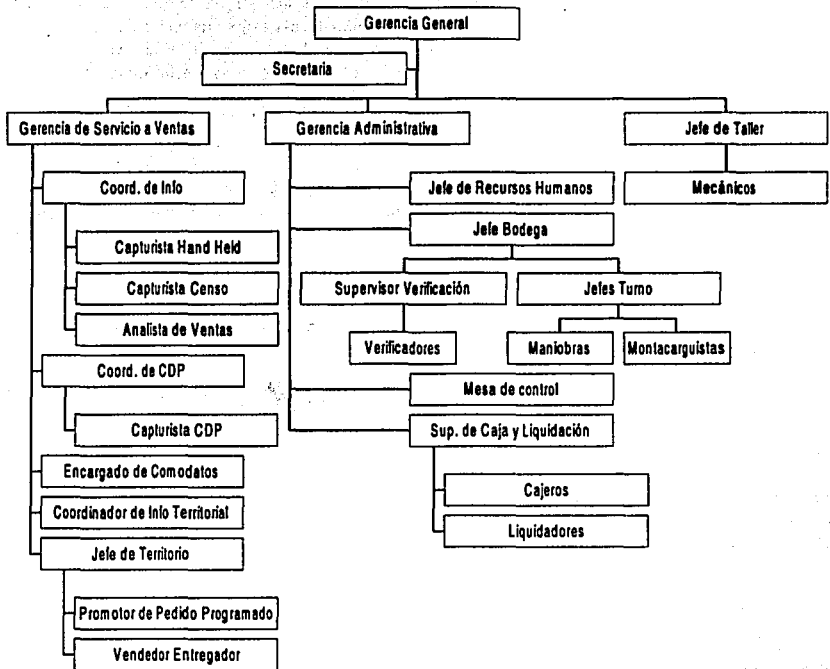 Gerencia General
Secretaria
Gerencia de Servicio a Ventas
Gerencia Administrativa
Jefe de Taller
Coord. de Info
Jefe de Recursos Humanos
Mecánicos
Jefe Bodega
Capturista Hand Held
Capturista Censo
Supervisor Verificación
Jefes Turno
Analista de Ventas
Verificadores
Maniobras
Montacarguistas
Coord. de CDP
Mesa de control
Capturista CDP
Sup. de Caja y Liquidación
Encargado de Comodatos
Cajeros
Coordinador de Info Territorial
Liquidadores
Jefe de Territorio
Promotor de Pedido Programado
Vendedor Entregador